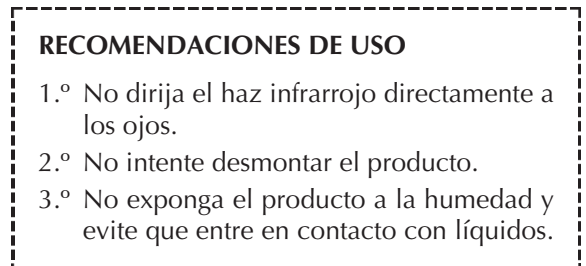 RECOMENDACIONES DE USO
1.º No dirija el haz infrarrojo directamente a
los ojos.
2.º No intente desmontar el producto.
3.º No exponga el producto a la humedad y
evite que entre en contacto con líquidos.